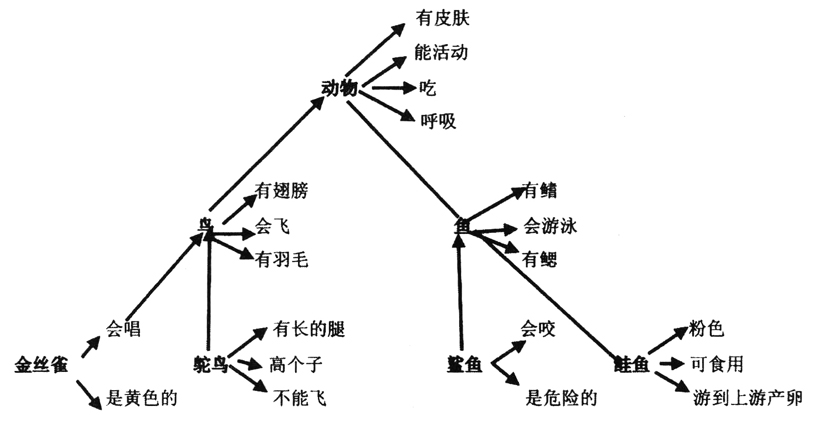 有皮肤
能活动
动物
吃
呼吸
有翅膀
有鳍
鸟
会飞
鱼
会游泳
有羽毛
有鳃
会唱
有长的腿
会咬
粉色
金丝雀
鸵鸟
高个子
鲨鱼
鲑鱼
可食用
是黄色的
不能飞
是危险的
游到上游产卵